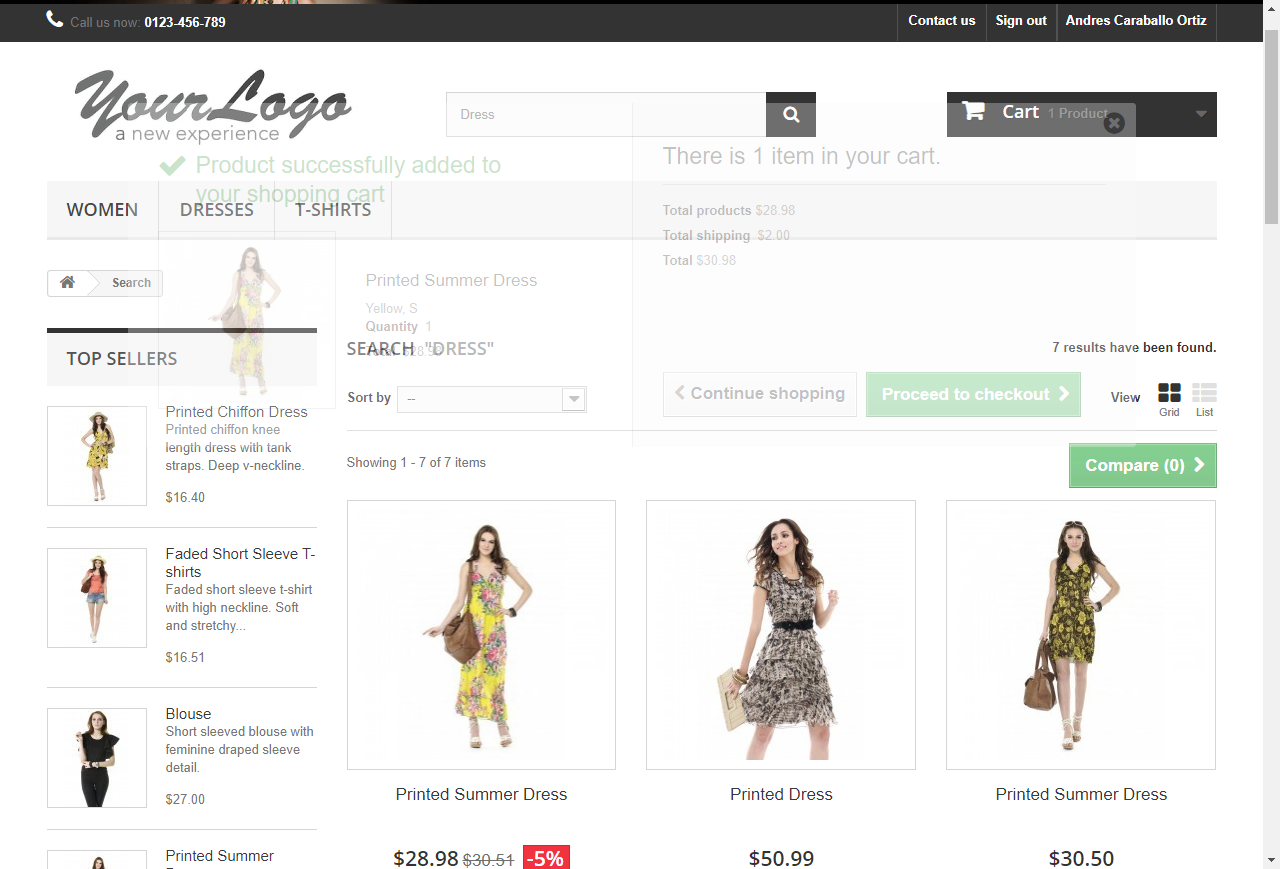 Call us now: 0123-456-789
Contact us
Sign out
Andres Caraballo Ortiz
YourLogo
a new experience
Dress
Cart 1 Product
Product successfully added to
your shopping cart
There is 1 item in your cart.
Total products $28.98
Total shipping $2.00
Total $30.98
WOMEN
DRESSES
T-SHIRTS
Search
Printed Summer Dress
Yellow, S
Quantity 1
Total $28.98
Continue shopping
Proceed to checkout
TOP SELLERS
SEARCH "DRESS"
7 results have been found.
Sort by --
View
Grid
List
Showing 1 - 7 of 7 items
Compare (0)
Printed Chiffon Dress
Printed chiffon knee
length dress with tank
straps. Deep v-neckline.
$16.40
Faded Short Sleeve T-
shirts
Faded short sleeve t-shirt
with high neckline. Soft
and stretchy...
$16.51
Blouse
Short sleeved blouse with
feminine draped sleeve
detail.
$27.00
Printed Summer
Printed Summer Dress
$28.98 $30.51 -5%
Printed Dress
$50.99
Printed Summer Dress
$30.50